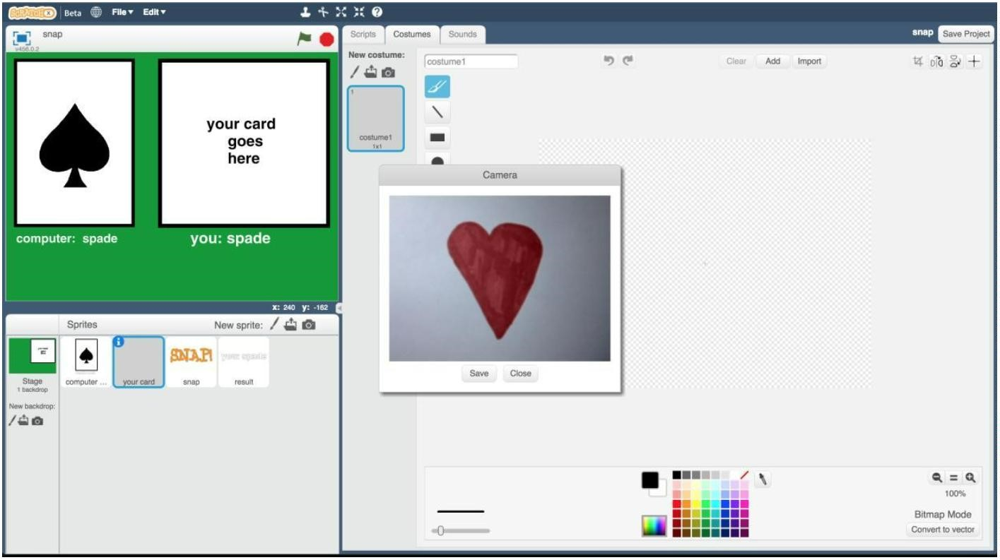 SCRATCHX Beta File▾ Edit▾
snap
v456.0.2
your card
goes
here
computer: spade
you: spade
x: 240 y: -162
Sprites
New sprite:
Stage
1 backdrop
New backdrop:
computer ...
your card
SNAP!
snap
you: spade
result
Scripts Costumes Sounds
snap Save Project
New costume:
1
costume1
1x1
costume1
Clear Add Import
Camera
Save Close
100%
Bitmap Mode
Convert to vector